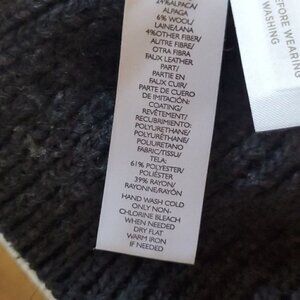 24%ALPACA/
ALPAGA
6% WOOL/
LAINE/LANA
4%OTHER FIBER/
AUTRE FIBRE/
OTRA FIBRA
FAUX LEATHER
PART/
PARTIE EN
FAUX CUIR/
PARTE DE CUERO
DE IMITACIÓN:
COATING/
REVÊTEMENT/
RECUBRIMIENTO:
POLYURETHANE/
POLYURÉTHANE/
POLIURETANO
FABRIC/TISSU/
TELA:
61% POLYESTER/
POLIÉSTER
39% RAYON/
RAYONNE/RAYÓN
HAND WASH COLD
ONLY NON-
CHLORINE BLEACH
WHEN NEEDED
DRY FLAT
WARM IRON
IF NEEDED
BEFORE WEARING
WASHING